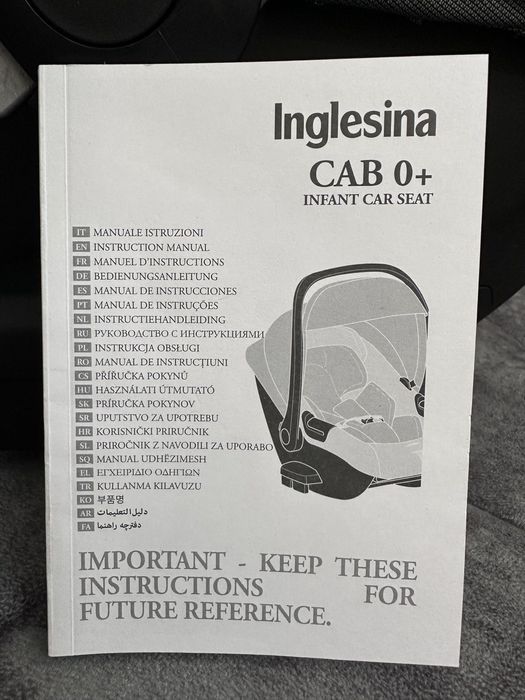 Inglesina
CAB 0+
INFANT CAR SEAT
IT MANUALE ISTRUZIONI
EN INSTRUCTION MANUAL
FR MANUEL D'INSTRUCTIONS
DE BEDIENUNGSANLEITUNG
ES MANUAL DE INSTRUCCIONES
PT MANUAL DE INSTRUÇÕES
NL INSTRUCTIEHANDLEIDING
RU РУКОВОДСТВО С ИНСТРУКЦИЯМИ
PL INSTRUKCJA OBSŁUGI
RO MANUAL DE INSTRUCȚIUNI
CS PŘÍRUČKA POKYNŮ
HU HASZNÁLATI ÚTMUTATÓ
SK PRÍRUČKA POKYNOV
SR UPUTSTVO ZA UPOTREBU
HR KORISNIČKI PRIRUČNIK
SL PRIROČNIK Z NAVODILI ZA UPORABO
SQ MANUAL UDHËZIMESH
EL ΕΓΧΕΙΡΙΔΙΟ ΟΔΗΓΙΩΝ
TR KULLANMA KILAVUZU
KO 부품명
AR دليل التعليمات
FA دفترچه راهنما
IMPORTANT - KEEP THESE
INSTRUCTIONS FOR
FUTURE REFERENCE.